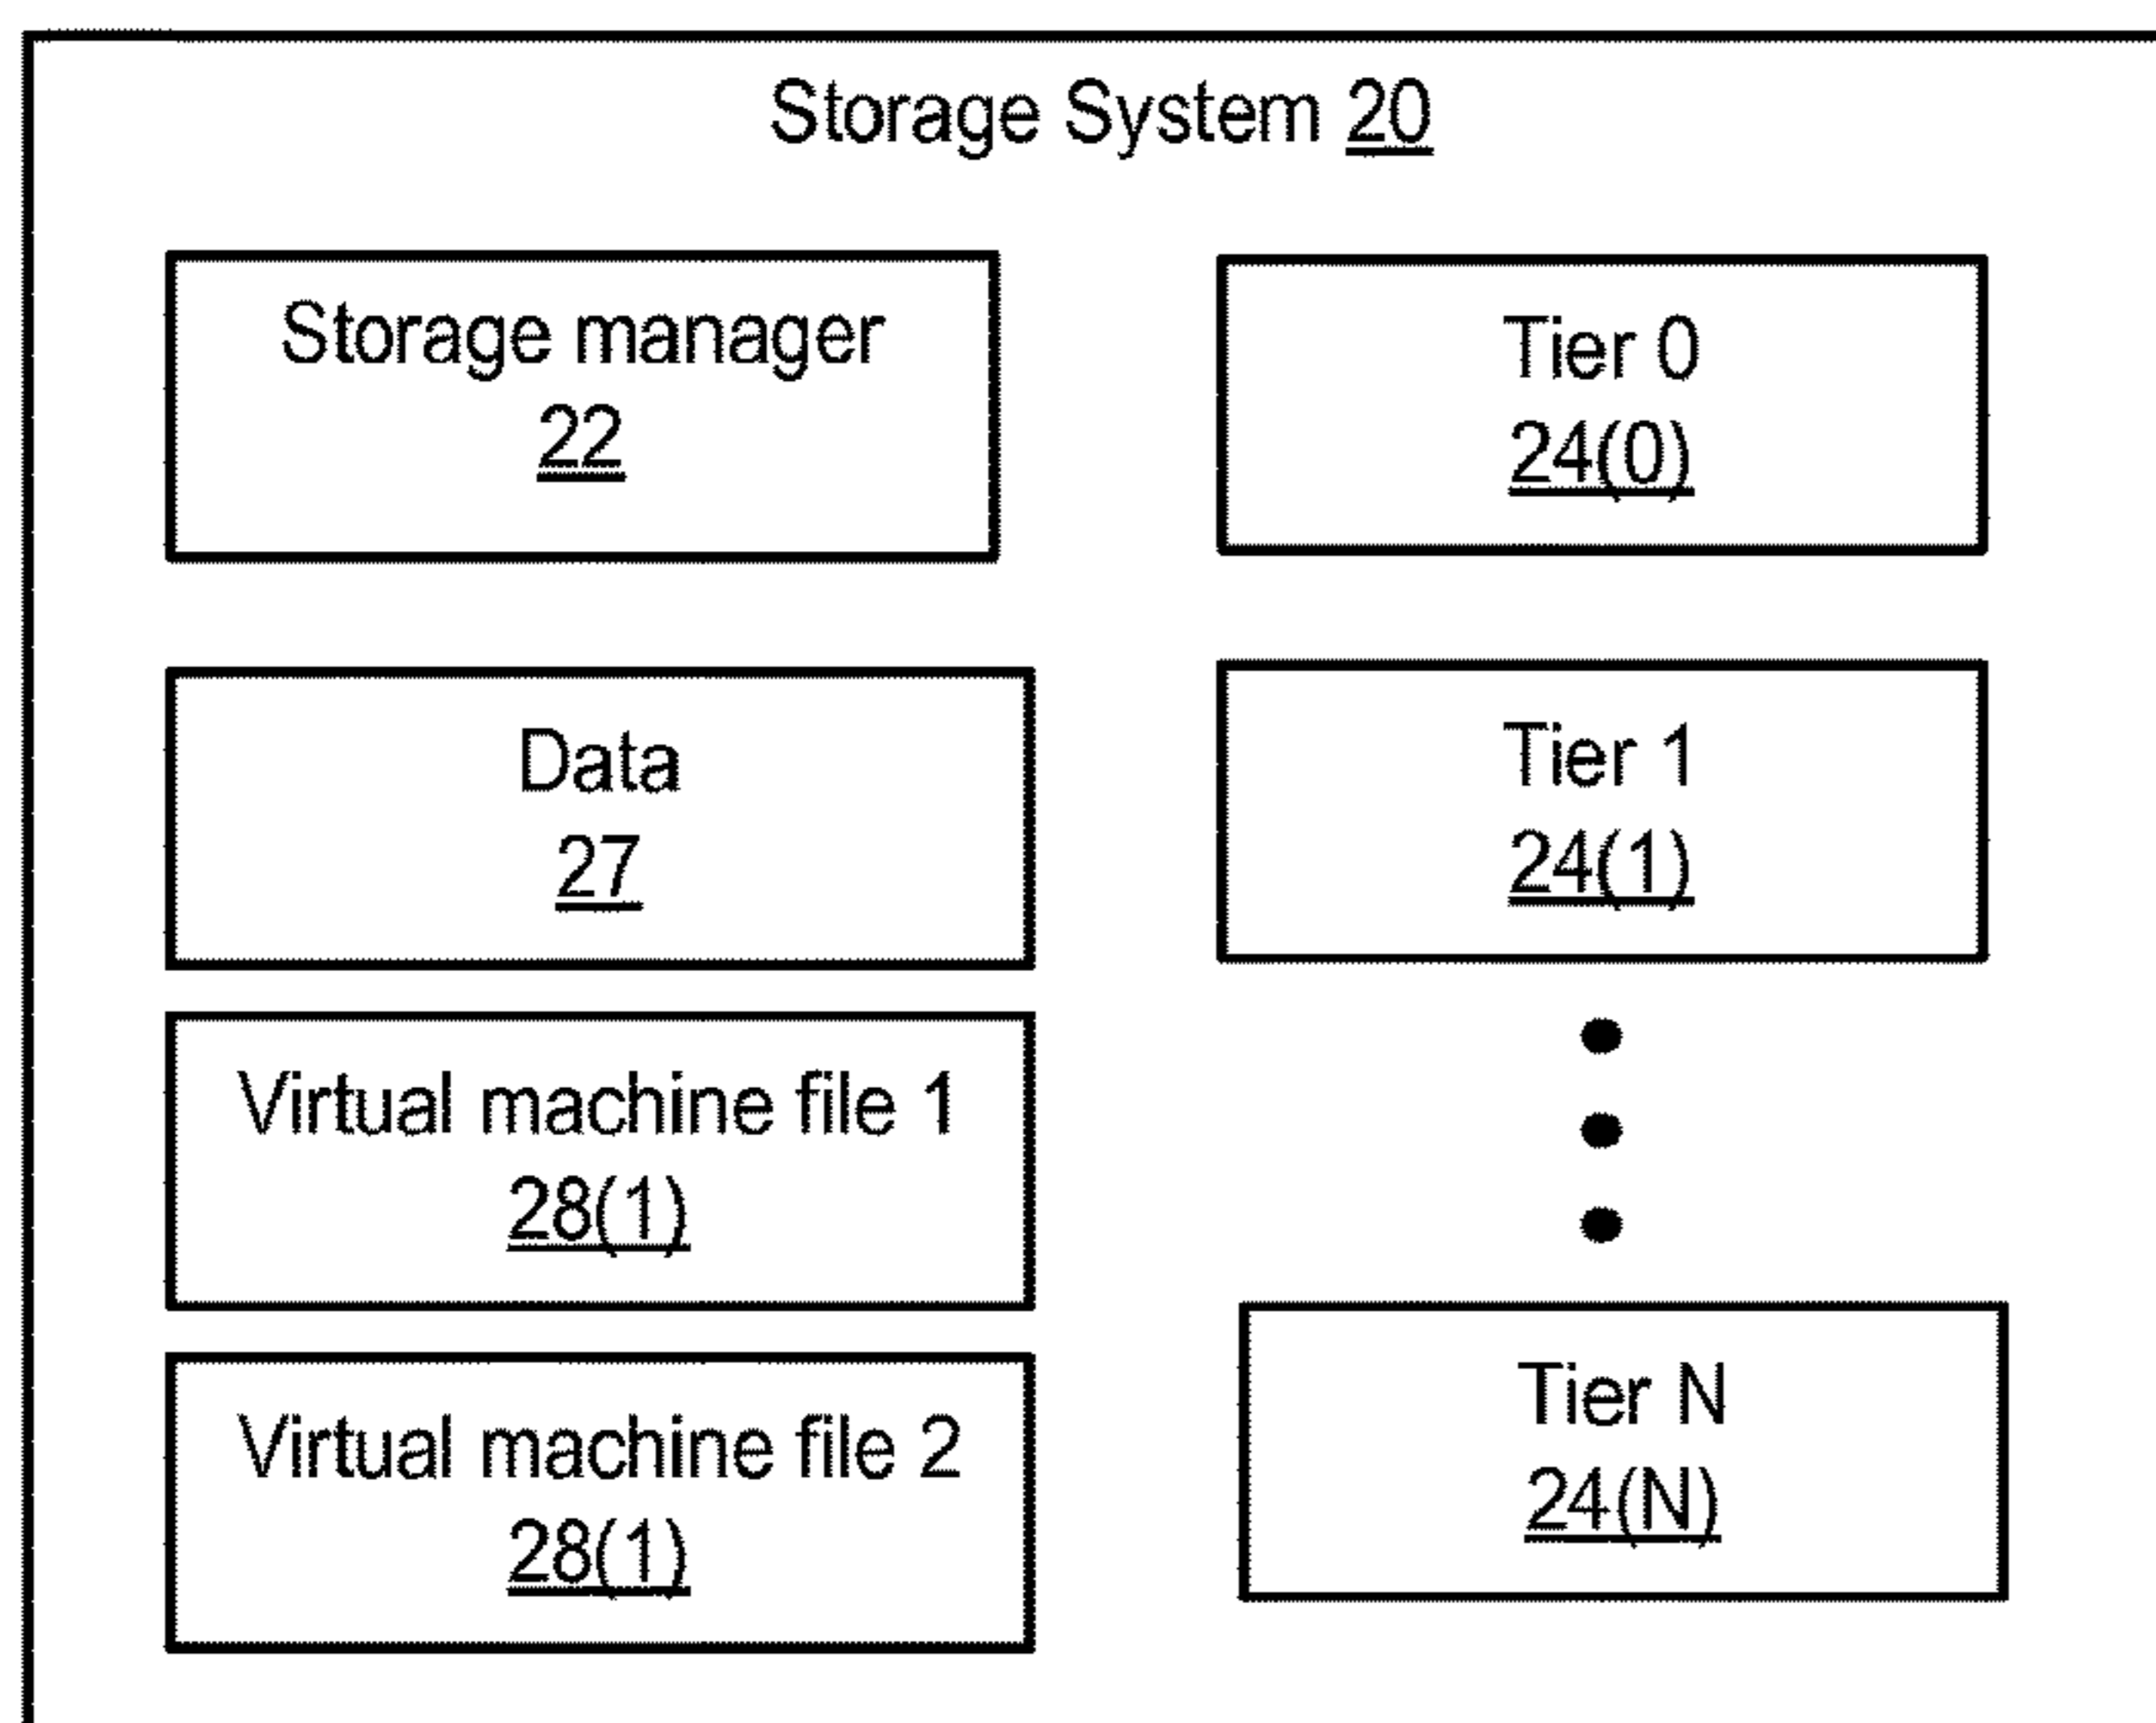 Storage System 20
Storage manager
22
Tier 0
24(0)
Data
27
Tier 1
24(1)
Virtual machine file 1
28(1)
Virtual machine file 2
28(1)
Tier N
24(N)